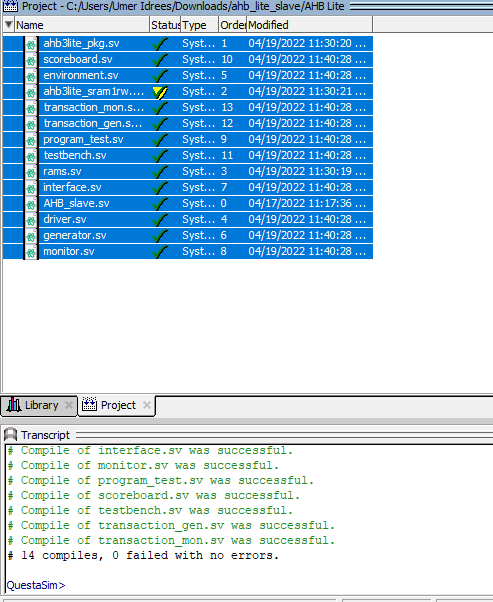 Project - C:/Users/Umer Idrees/Downloads/ahb_lite_slave/AHB Lite
Name Status Type Order Modified
ahb3lite_pkg.sv Syst... 1 04/19/2022 11:30:20 ...
scoreboard.sv Syst... 10 04/19/2022 11:40:28 ...
environment.sv Syst... 5 04/19/2022 11:40:28 ...
ahb3lite_sram1rw.... Syst... 2 04/19/2022 11:30:21 ...
transaction_mon.s... Syst... 13 04/19/2022 11:40:28 ...
transaction_gen.s... Syst... 12 04/19/2022 11:40:28 ...
program_test.sv Syst... 9 04/19/2022 11:40:28 ...
testbench.sv Syst... 11 04/19/2022 11:40:28 ...
rams.sv Syst... 3 04/19/2022 11:30:19 ...
interface.sv Syst... 7 04/19/2022 11:40:28 ...
AHB_slave.sv Syst... 0 04/17/2022 11:17:36 ...
driver.sv Syst... 4 04/19/2022 11:40:28 ...
generator.sv Syst... 6 04/19/2022 11:40:28 ...
monitor.sv Syst... 8 04/19/2022 11:40:28 ...
Library Project
Transcript
# Compile of interface.sv was successful.
# Compile of monitor.sv was successful.
# Compile of program_test.sv was successful.
# Compile of scoreboard.sv was successful.
# Compile of testbench.sv was successful.
# Compile of transaction_gen.sv was successful.
# Compile of transaction_mon.sv was successful.
# 14 compiles, 0 failed with no errors.
QuestaSim>